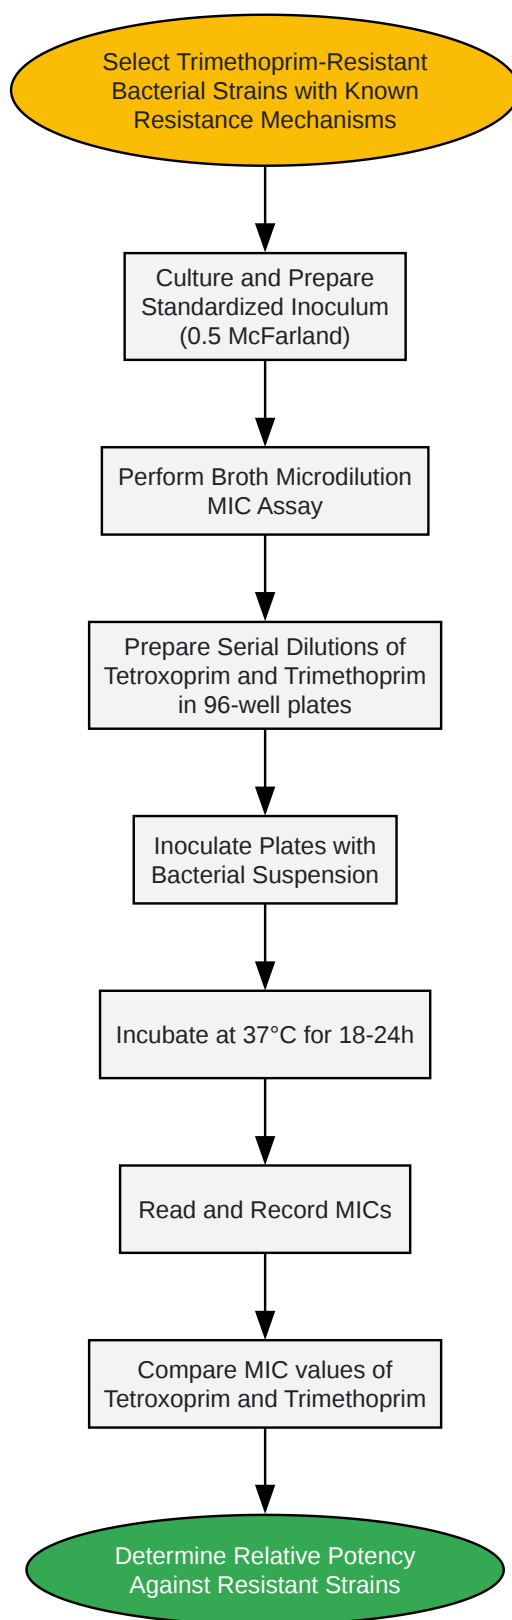 Select Trimethoprim-Resistant
Bacterial Strains with Known
Resistance Mechanisms
Culture and Prepare
Standardized Inoculum
(0.5 McFarland)
Perform Broth Microdilution
MIC Assay
Prepare Serial Dilutions of
Tetroxoprim and Trimethoprim
in 96-well plates
Inoculate Plates with
Bacterial Suspension
Incubate at 37°C for 18-24h
Read and Record MICs
Compare MIC values of
Tetroxoprim and Trimethoprim
Determine Relative Potency
Against Resistant Strains